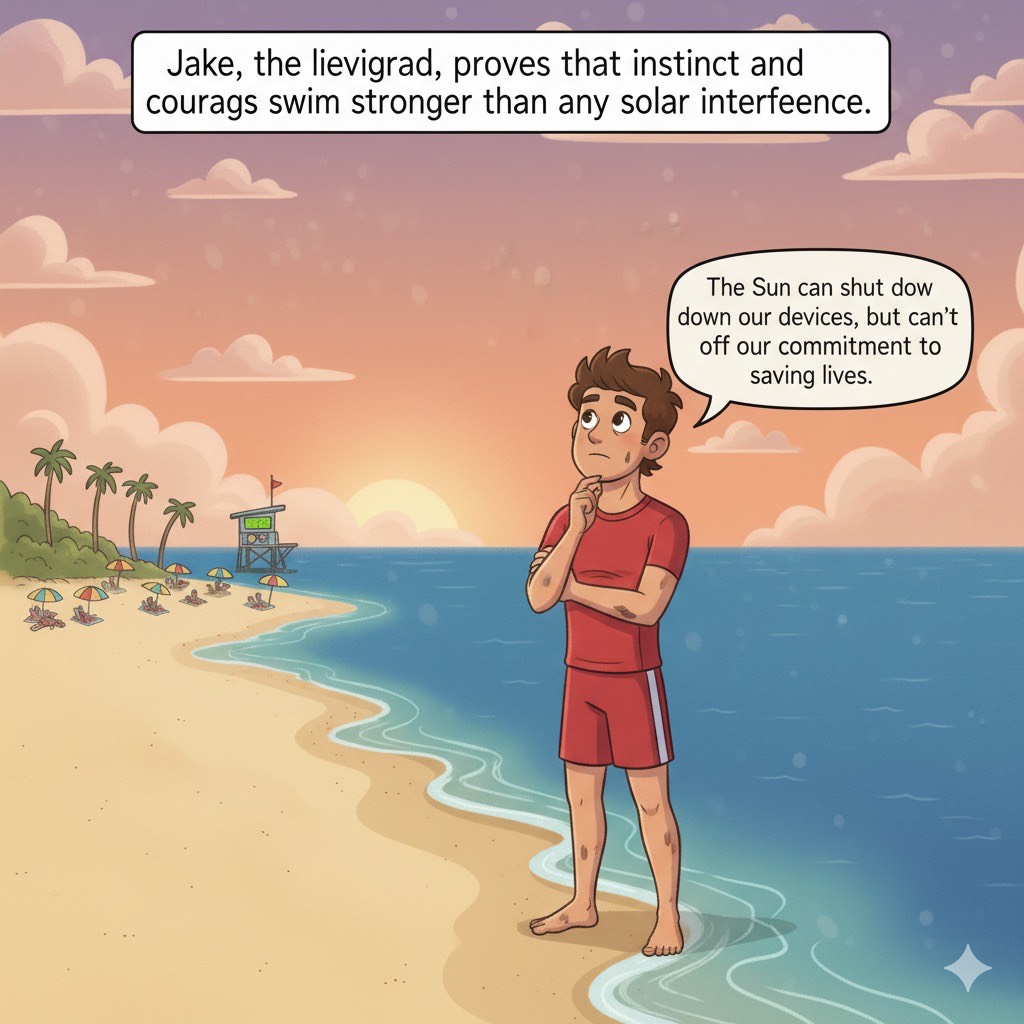 Jake, the lievigrad, proves that instinct and
courags swim stronger than any solar interfeence.
The Sun can shut dow
down our devices, but can't
off our commitment to
saving lives.